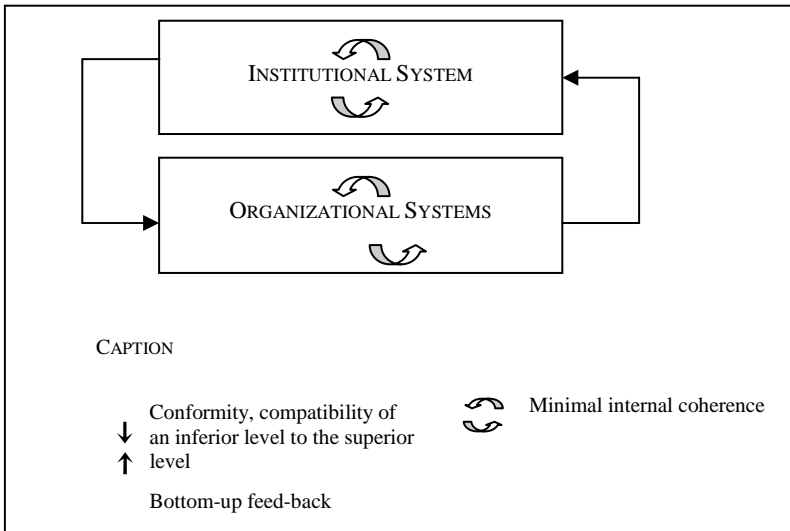 INSTITUTIONAL SYSTEM
ORGANIZATIONAL SYSTEMS
CAPTION
Conformity, compatibility of
an inferior level to the superior
level
Bottom-up feed-back
Minimal internal coherence